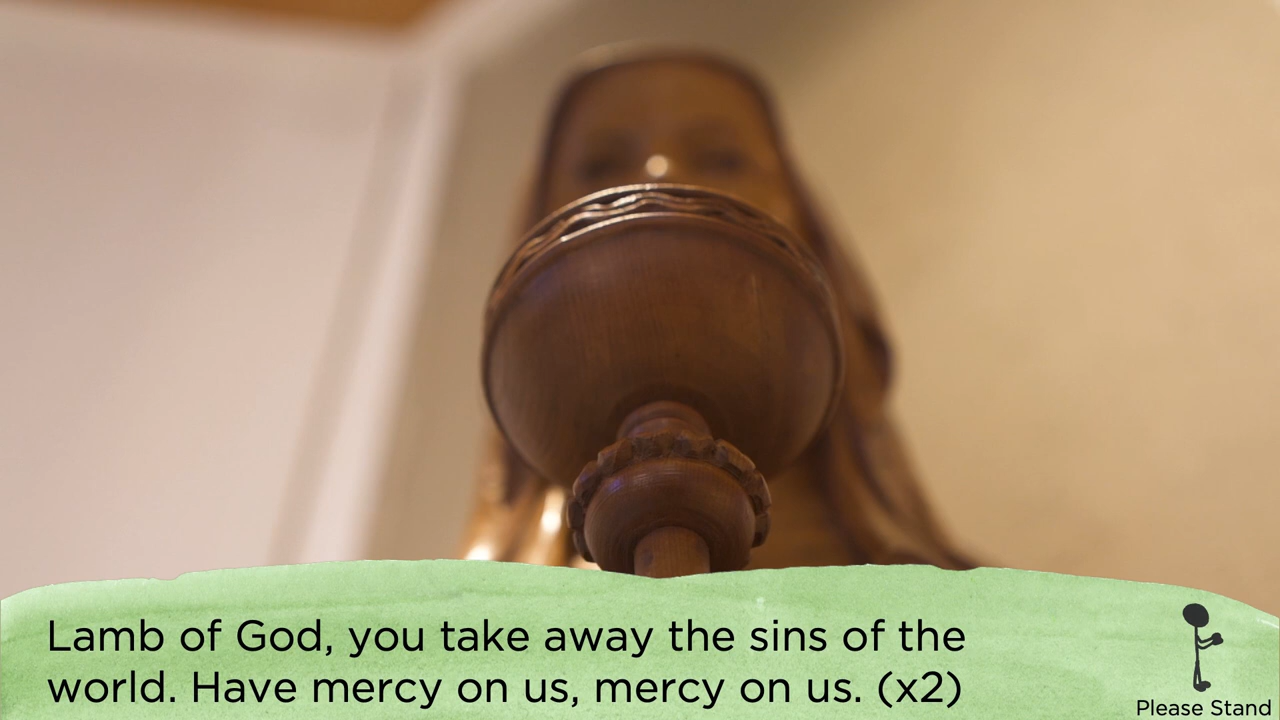 Lamb of God, you take away the sins of the
world. Have mercy on us, mercy on us. (x2)
Please Stand